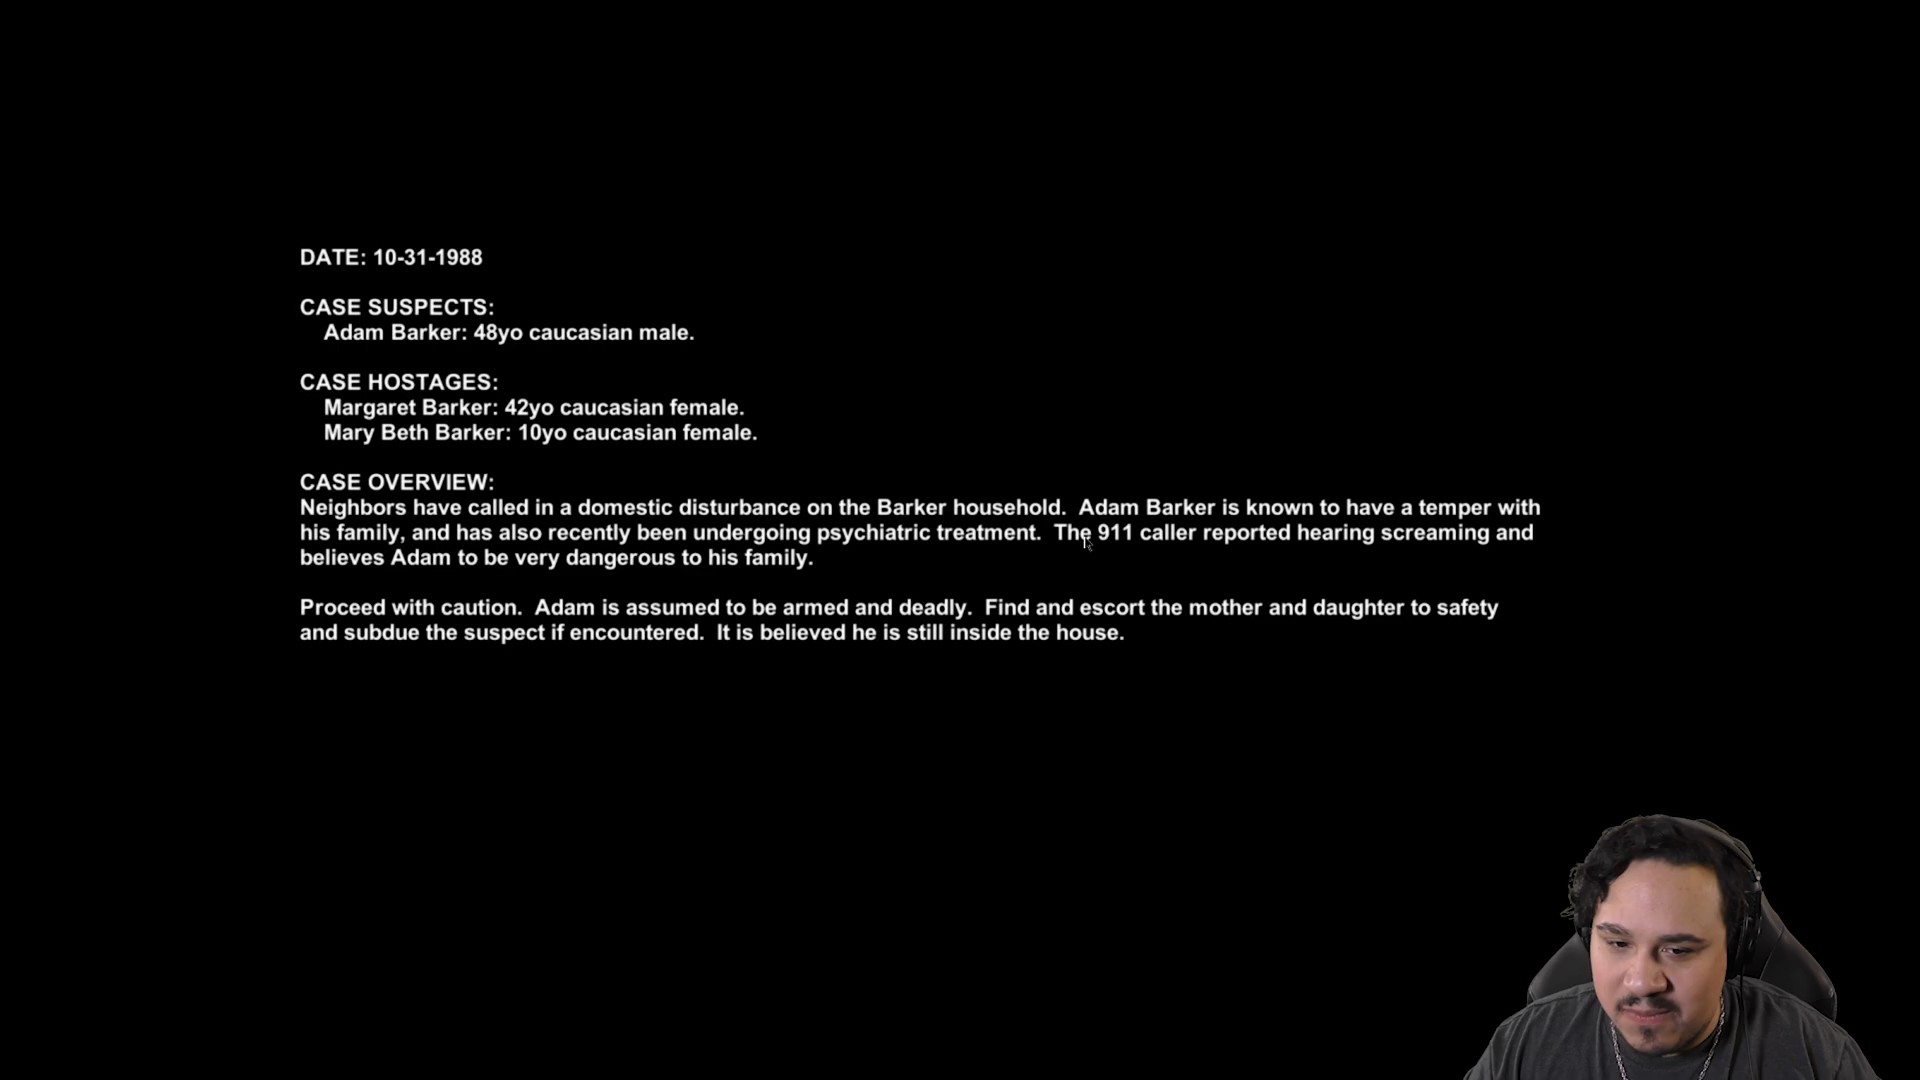 DATE: 10-31-1988
CASE SUSPECTS:
Adam Barker: 48yo caucasian male.
CASE HOSTAGES:
Margaret Barker: 42yo caucasian female.
Mary Beth Barker: 10yo caucasian female.
CASE OVERVIEW:
Neighbors have called in a domestic disturbance on the Barker household.  Adam Barker is known to have a temper with
his family, and has also recently been undergoing psychiatric treatment.  The 911 caller reported hearing screaming and
believes Adam to be very dangerous to his family.
Proceed with caution.  Adam is assumed to be armed and deadly.  Find and escort the mother and daughter to safety
and subdue the suspect if encountered.  It is believed he is still inside the house.